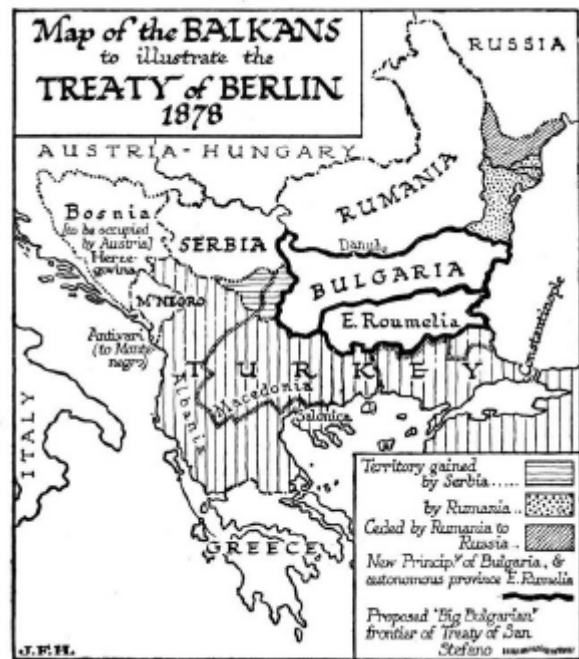 Map of the BALKANS
to illustrate the
TREATY of BERLIN
1878
RUSSIA
AUSTRIA-HUNGARY
RUMANIA
Bosnia
[to be occupied
by Austria]
Herze-
govina
SERBIA
Danube
BULGARIA
M'NEGRO
E. Roumelia
Constantinople
Antivari
(to Monte-
negro)
TURKEY
Macedonia
Albania
Salonica
ITALY
GREECE
Territory gained
by Serbia.....
by Rumania..
Ceded by Rumania to
Russia..
New Princip.y of Bulgaria, &
autonomous province E. Rumelia
Proposed "Big Bulgarian"
frontier of Treaty of San
Stefano
J.F.H.